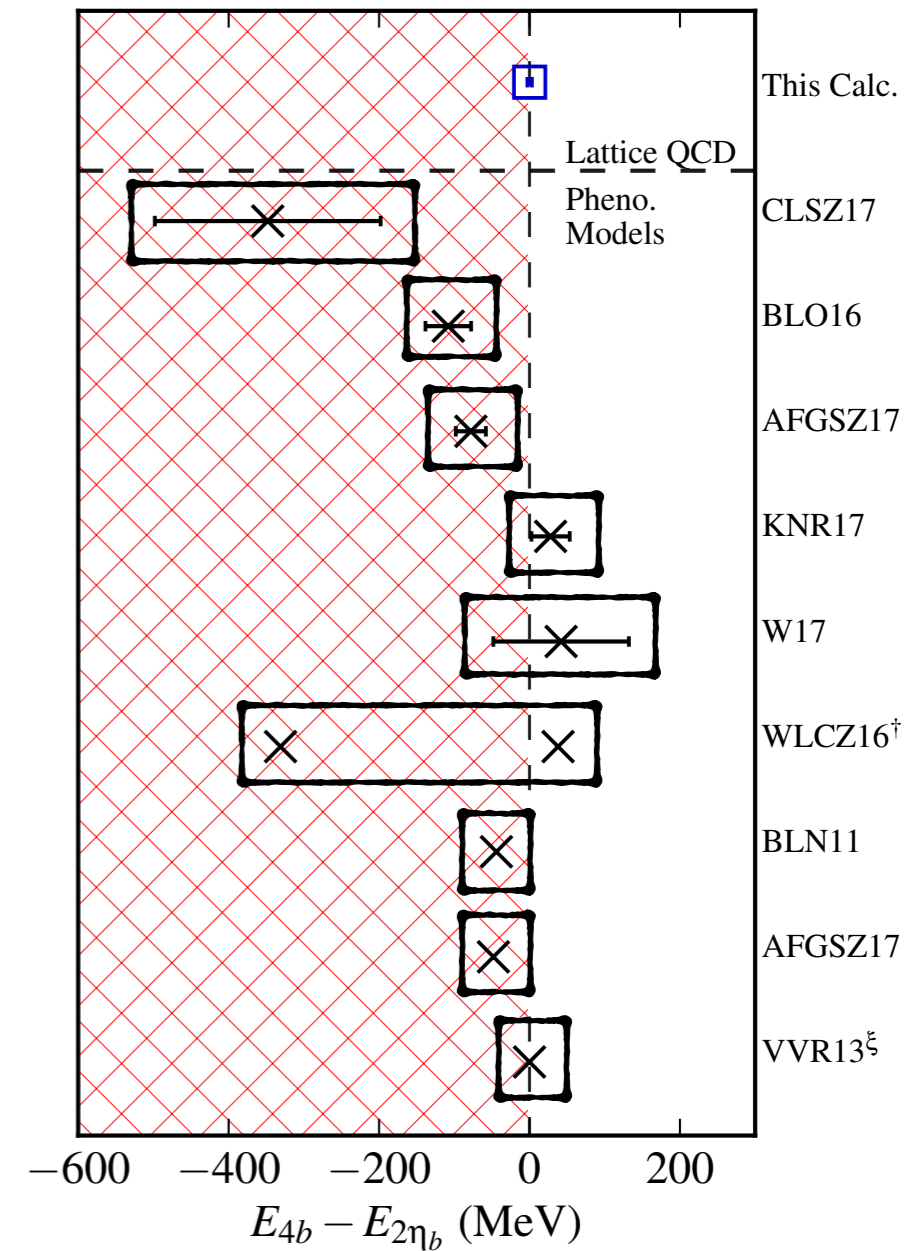 This Calc.
Lattice QCD
Pheno.
Models
CLSZ17
BLO16
AFGSZ17
KNR17
W17
WLCZ16†
BLN11
AFGSZ17
VVR13ξ
−600 −400 −200 0 200
E4b − E2ηb (MeV)